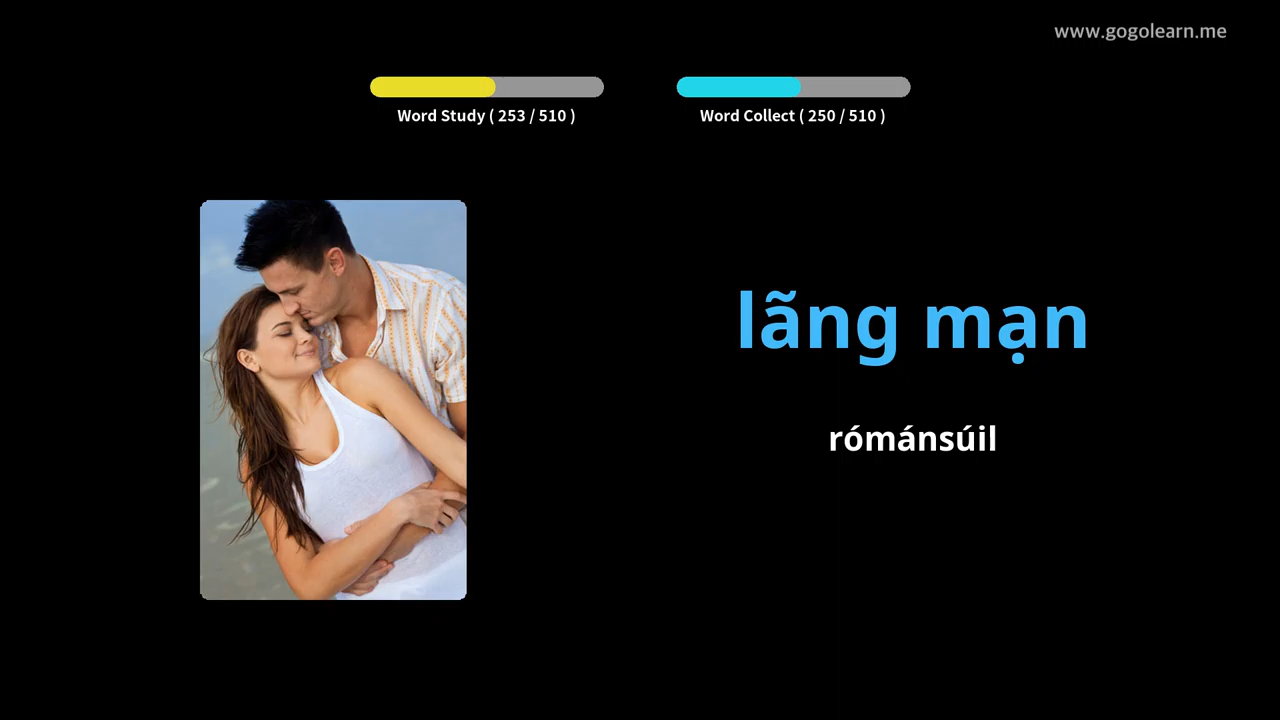 www.gogolearn.me
Word Study ( 253 / 510 )
Word Collect ( 250 / 510 )
lãng mạn
rómánsúil